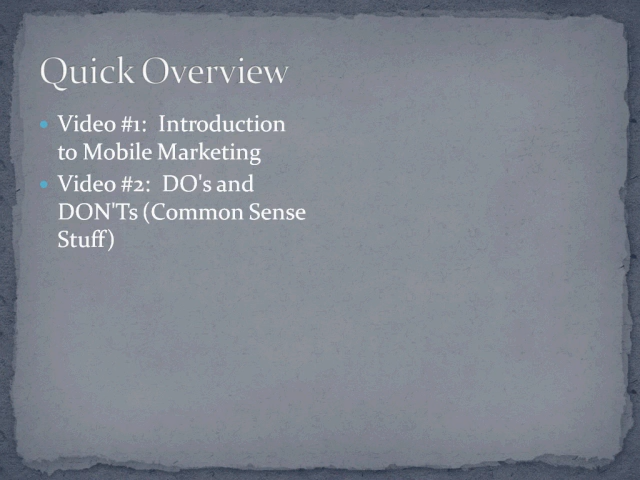 Quick Overview
Video #1:  Introduction
to Mobile Marketing
Video #2:  DO's and
DON'Ts (Common Sense
Stuff)